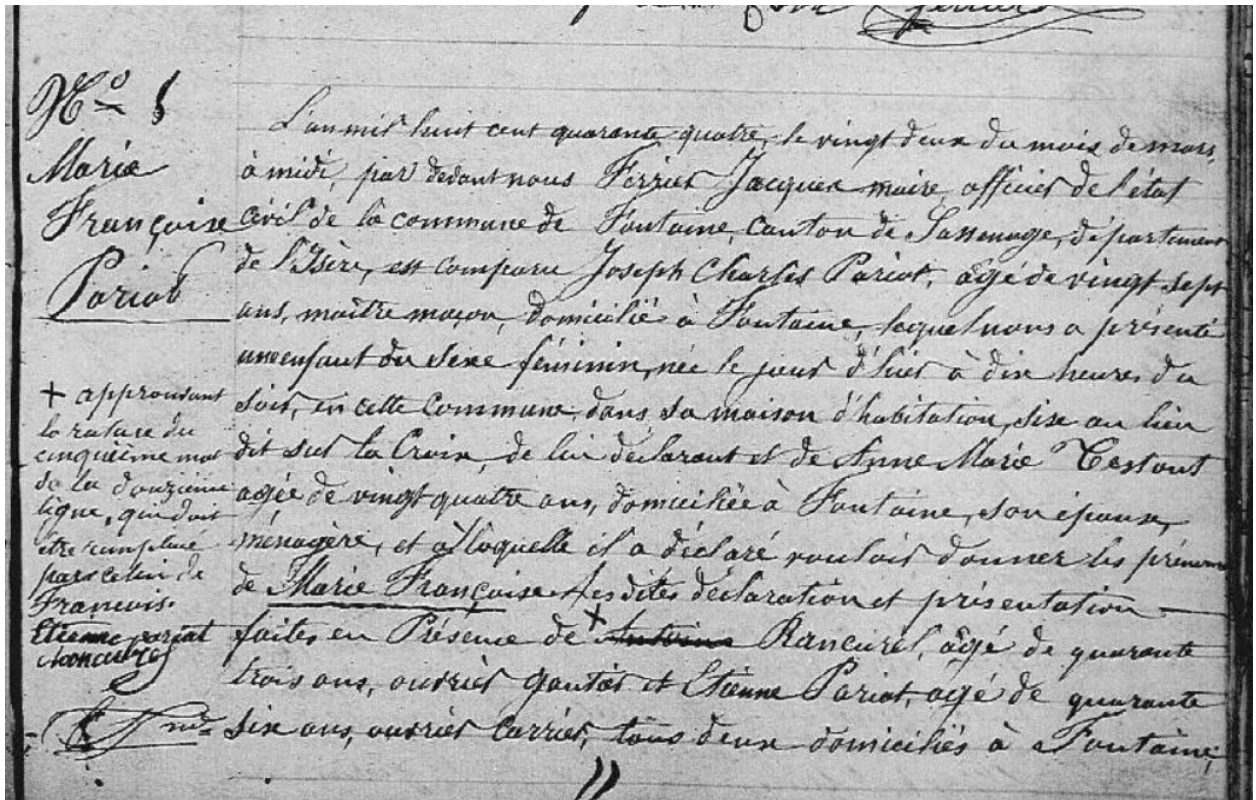 Ferrier
N° 8
Marie
Françoise
Pariat
L'an mil huit cent quarante quatre, le vingt deux du mois de mars,
à midi, par devant nous Ferrier Jacques maire, officier de l'état
civil de la commune de Fontaine, Canton de Sassenage, département
de l'Isère, est comparu Joseph Charles Pariat, âgé de vingt sept
ans, maître maçon, domicilié à Fontaine, lequel nous a présenté
un enfant du sexe féminin, née le jour d'hier à dix heures du
soir, en cette commune, dans sa maison d'habitation, sise au lieu
dit sur la Croix, de lui déclarant et de Anne Marie Testout
agée de vingt quatre ans, domiciliée à Fontaine, son épouse,
ménagère, et à laquelle il a déclaré vouloir donner les prénoms
de Marie Françoise. Lesdites déclaration et présentation
faites en Présence de + Antoine Rancurel, âgé de quarante
trois ans, ouvrier gantier et Etienne Pariat, agé de quarante
six ans, ouvrier carrier, tous deux domiciliés à Fontaine,
+ approuvant
la rature du
cinquième mot
de la douzième
ligne, qui doit
être remplacé
par celui de
François.
Etienne pariat
rancurel